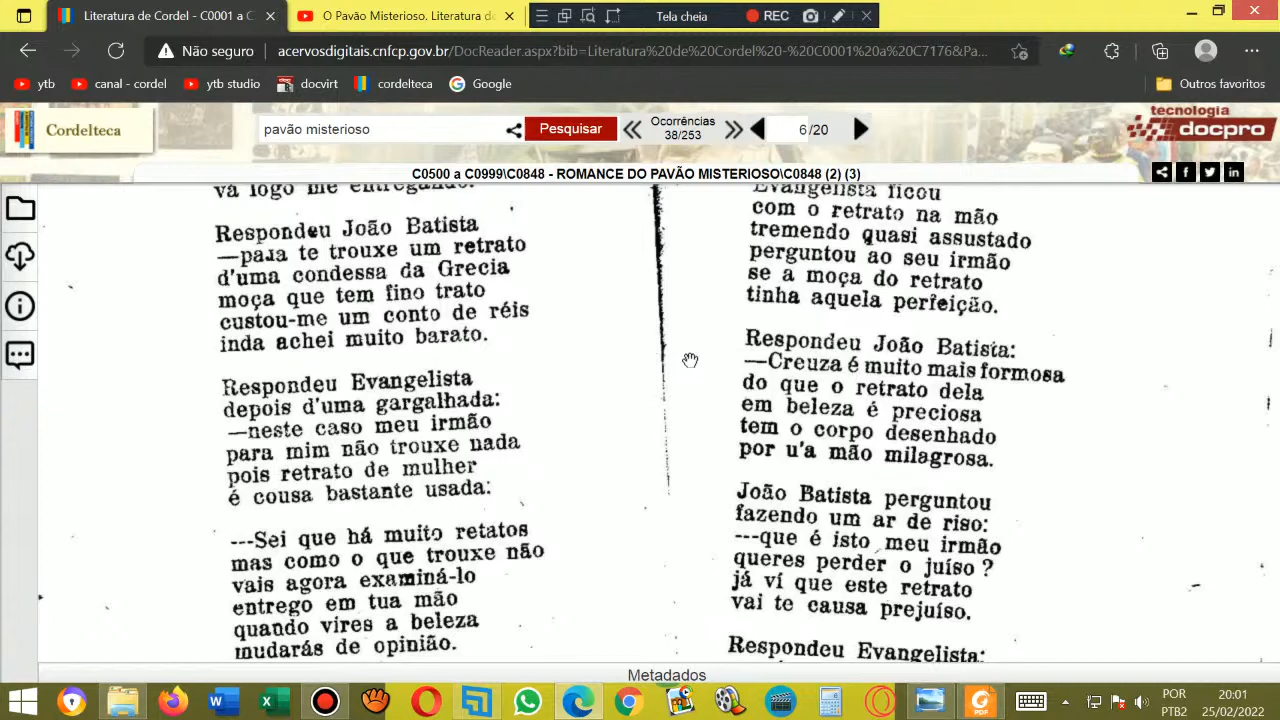 Literatura de Cordel - C0001 a C
O Pavão Misterioso. Literatura de
Tela cheia
REC
Não seguro
acervosdigitais.cnfcp.gov.br/DocReader.aspx?bib=Literatura%20de%20Cordel%20-%20C0001%20a%20C7176&Pa...
ytb
canal - cordel
ytb studio
docvirt
cordelteca
Google
Outros favoritos
Cordelteca
pavão misterioso
Pesquisar
Ocorrências
38/253
6 /20
tecnologia
docpro
C0500 a C0999\C0848 - ROMANCE DO PAVÃO MISTERIOSO\C0848 (2) (3)
va logo me entregando.
Respondeu João Batista
—para te trouxe um retrato
d'uma condessa da Grecia
moça que tem fino trato
custou-me um conto de réis
inda achei muito barato.
Respondeu Evangelista
depois d'uma gargalhada:
—neste caso meu irmão
para mim não trouxe nada
pois retrato de mulher
é cousa bastante usada:
---Sei que há muito retatos
mas como o que trouxe não
vais agora examiná-lo
entrego em tua mão
quando vires a beleza
mudarás de opinião.
Evangelista ficou
com o retrato na mão
tremendo quasi assustado
perguntou ao seu irmão
se a moça do retrato
tinha aquela perfeição.
Respondeu João Batista:
—Creuza é muito mais formosa
do que o retrato dela
em beleza é preciosa
tem o corpo desenhado
por u'a mão milagrosa.
João Batista perguntou
fazendo um ar de riso:
---que é isto meu irmão
queres perder o juíso ?
já ví que este retrato
vai te causa prejuíso.
Respondeu Evangelista:
Metadados
POR
PTB2
20:01
25/02/2022